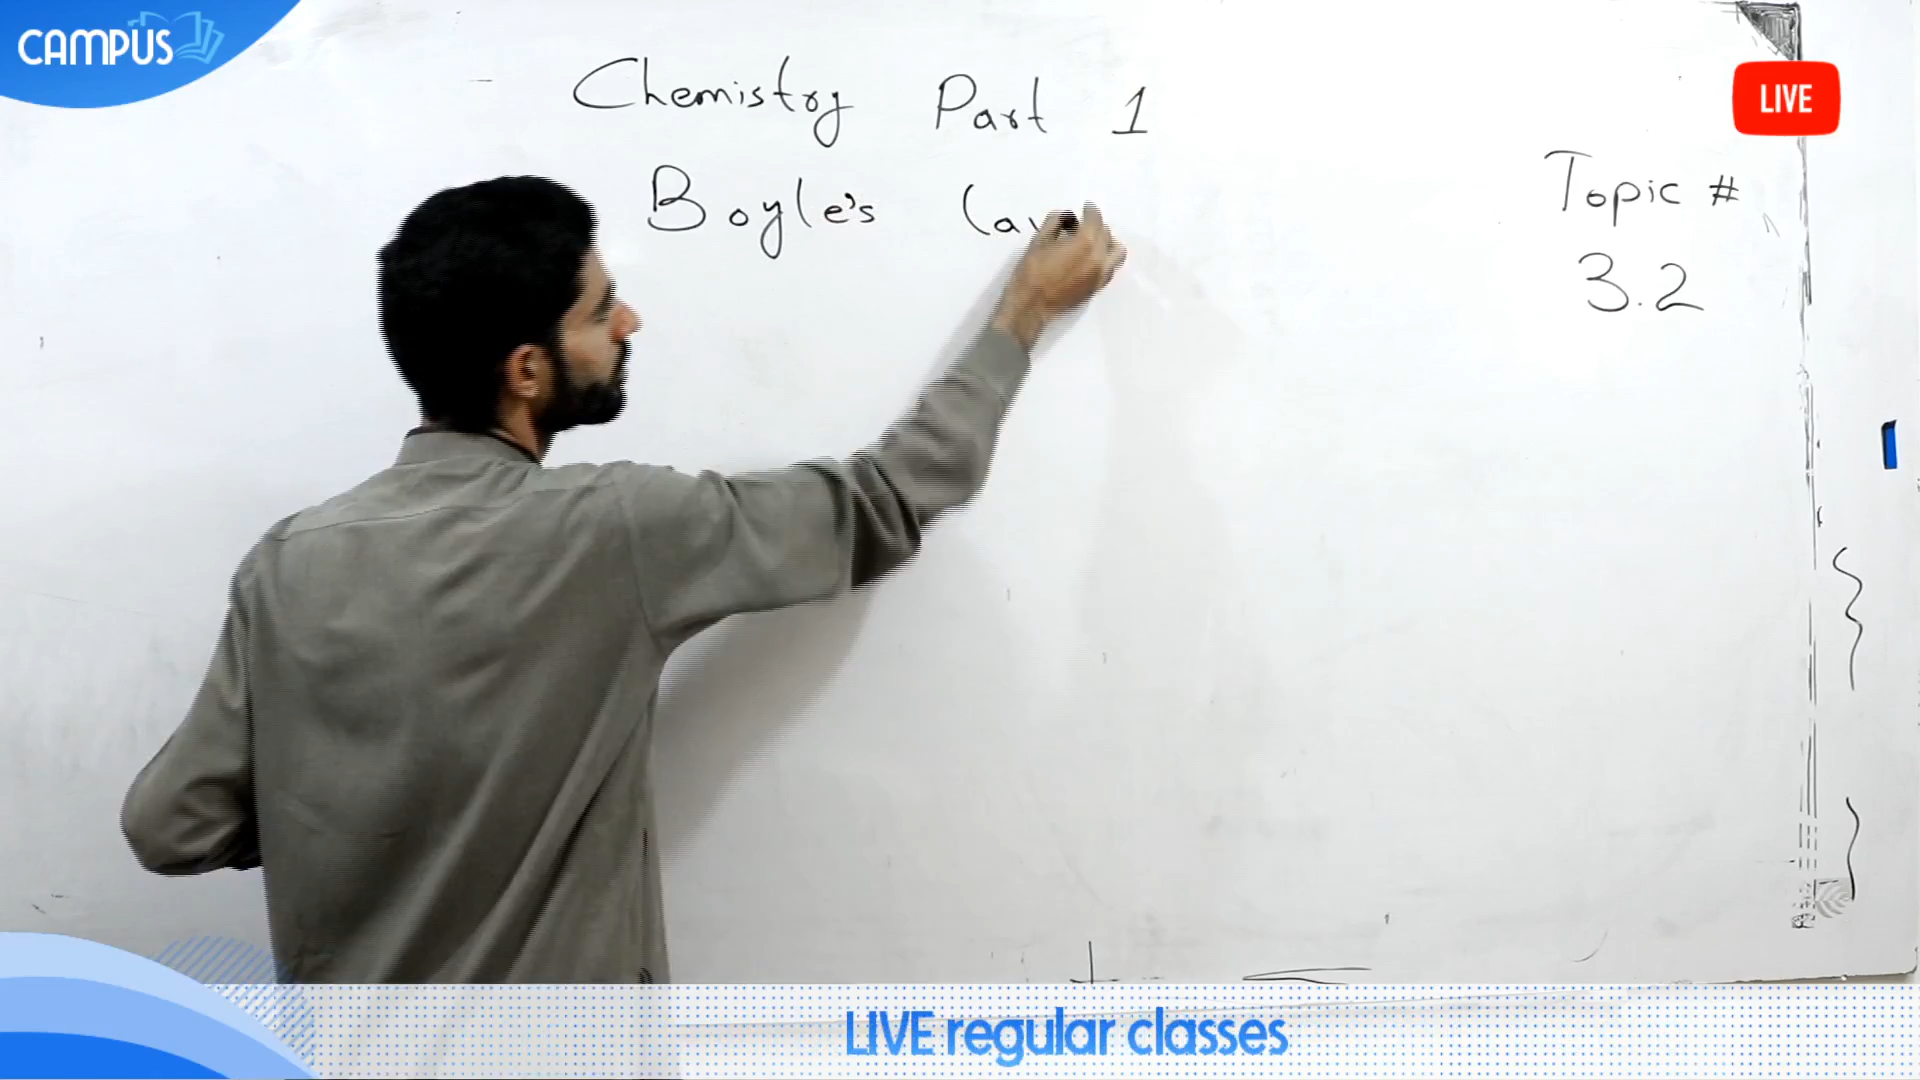 CAMPUS
LIVE
Chemistry Part 1
Boyle's
Topic #
3.2
LIVE regular classes